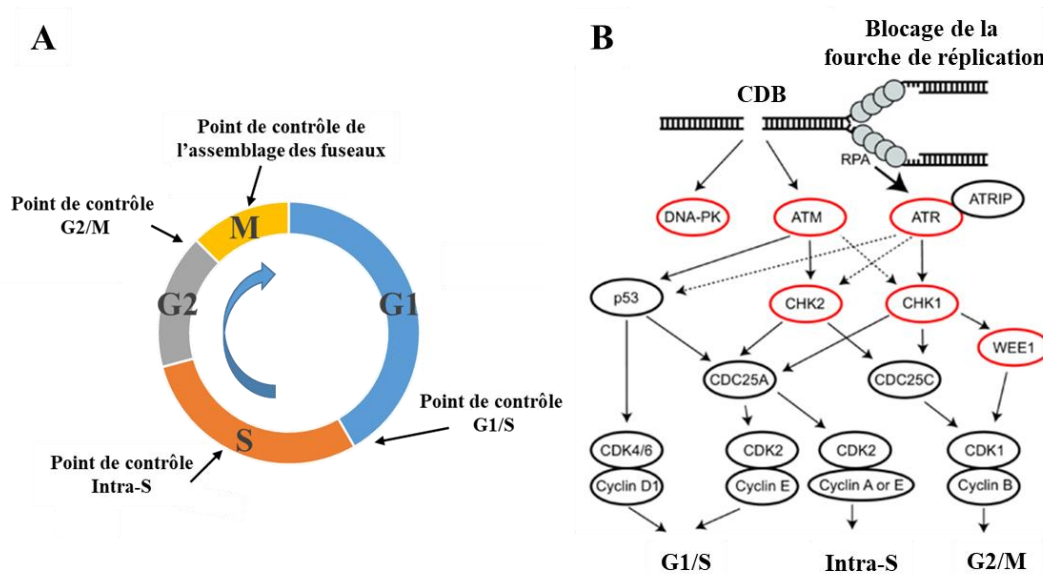 A
Point de contrôle de
l'assemblage des fuseaux
Point de contrôle
G2/M
M
G2
G1
S
Point de contrôle
G1/S
Point de contrôle
Intra-S
B
Blocage de la
fourche de réplication
CDB
RPA
DNA-PK
ATM
ATR
ATRIP
p53
CHK2
CHK1
WEE1
CDC25A
CDC25C
CDK4/6
CDK2
CDK2
CDK1
Cyclin D1
Cyclin E
Cyclin A or E
Cyclin B
G1/S
Intra-S
G2/M